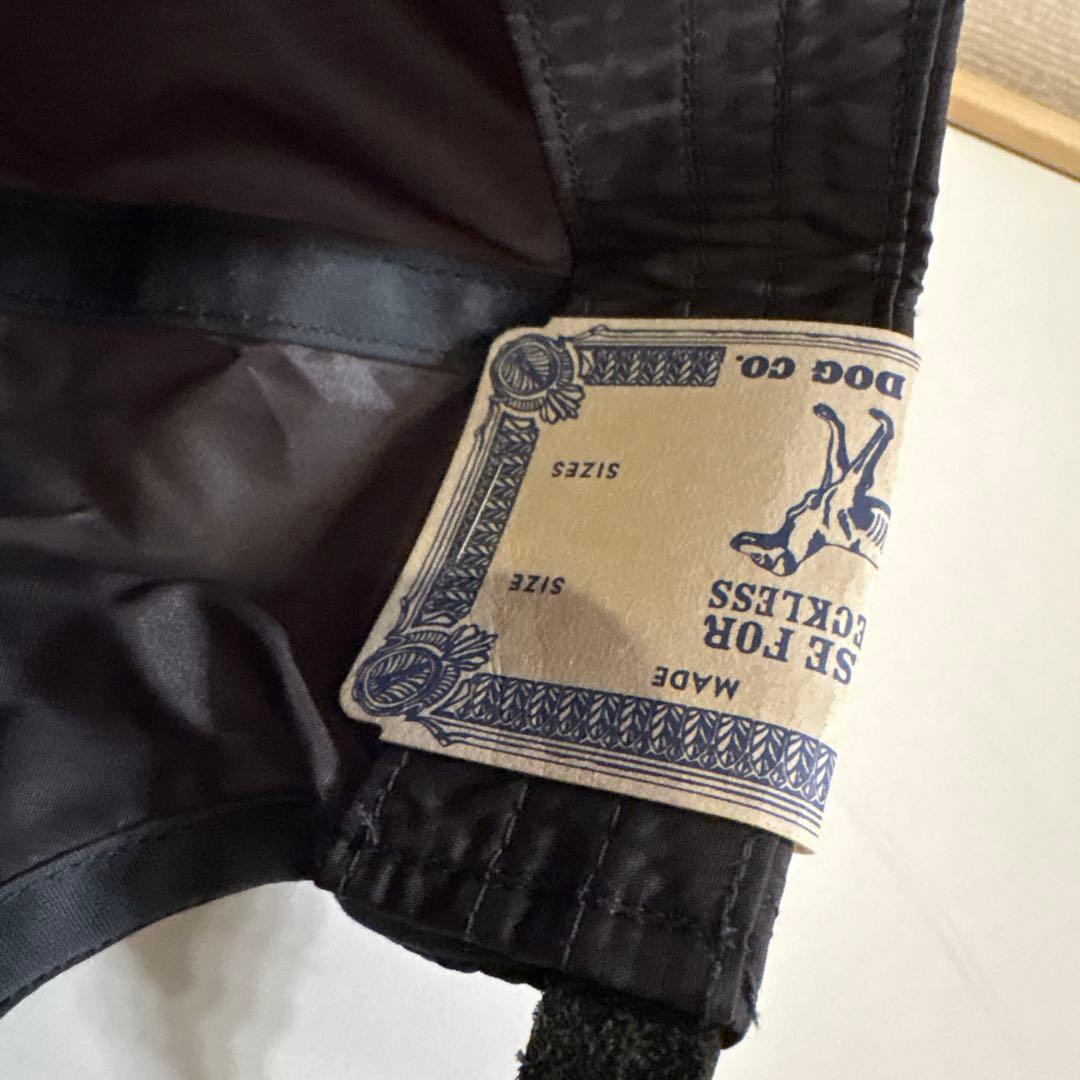 MADE
SE FOR
ECKLESS
SIZE
SIZES
DOG CO.